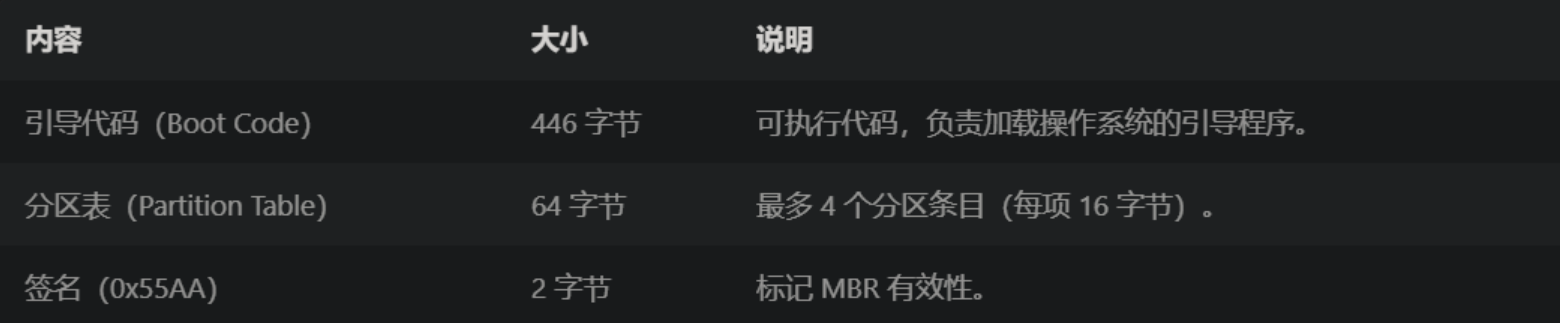 内容 大小 说明
引导代码（Boot Code） 446 字节 可执行代码，负责加载操作系统的引导程序。
分区表（Partition Table） 64 字节 最多 4 个分区条目（每项 16 字节）。
签名（0x55AA） 2 字节 标记 MBR 有效性。